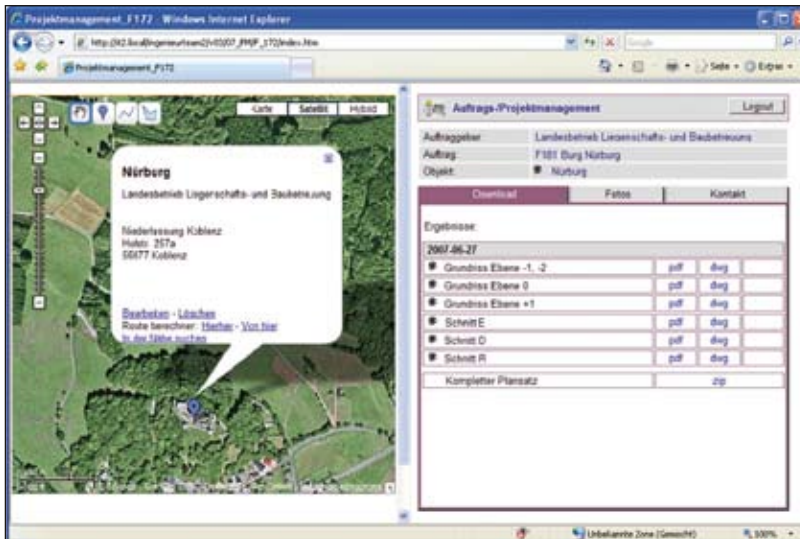 Projektmanagement_F172 - Windows Internet Explorer
Google
Projektmanagement_F172
Seite
Extras
Karte
Satellit
Hybrid
Nürburg
Landesbetrieb Liegenschafts- und Baubetreuung
Niederlassung Koblenz
Hofstr. 257a
56077 Koblenz
Bearbeiten - Löschen
Route berechnen: Hierher - Von hier
In der Nähe suchen
Auftrags-/Projektmanagement
Logout
Auftraggeber: Landesbetrieb Liegenschafts- und Baubetreuung
Auftrag: F181 Burg Nürburg
Objekt: Nürburg
Download
Fotos
Kontakt
Ergebnisse:
2007-06-27
Grundriss Ebene -1, -2 pdf dwg
Grundriss Ebene 0 pdf dwg
Grundriss Ebene +1 pdf dwg
Schnitt E pdf dwg
Schnitt D pdf dwg
Schnitt R pdf dwg
Kompletter Plansatz zip
Unbekannte Zone (Gemischt)
100%